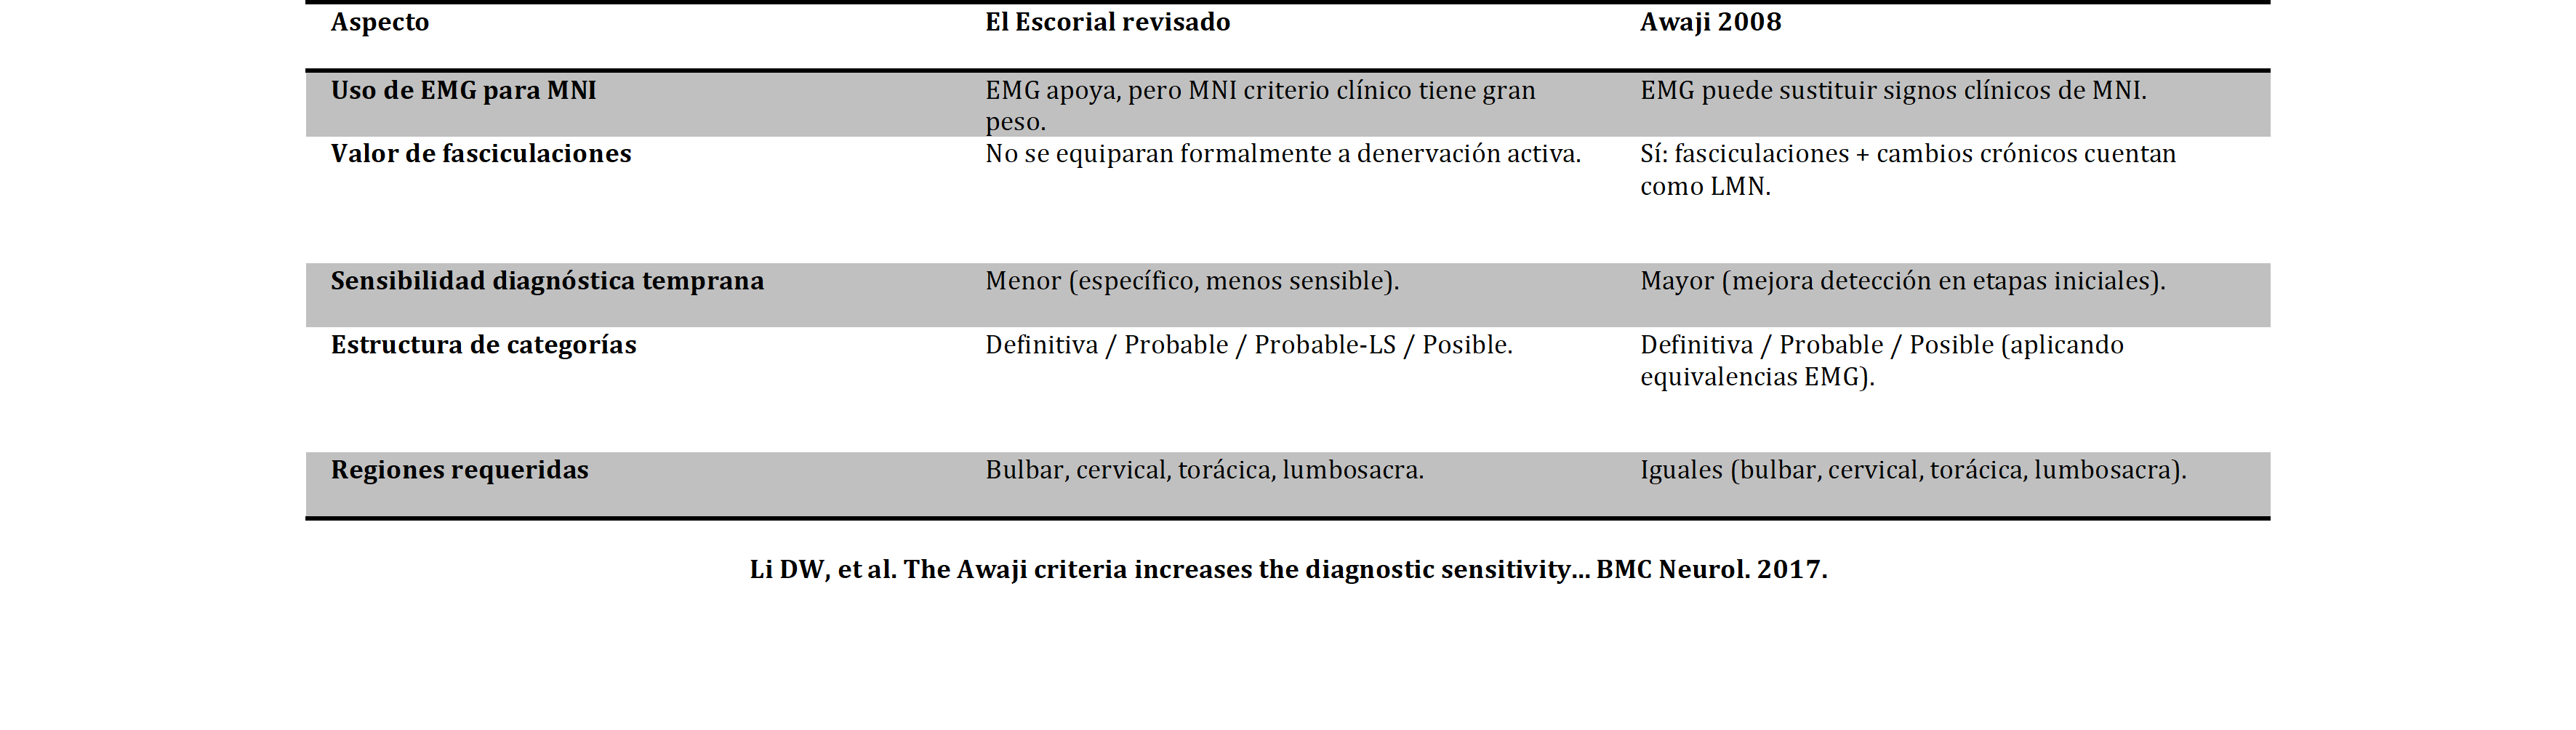 Aspecto El Escorial revisado Awaji 2008
Uso de EMG para MNI EMG apoya, pero MNI criterio clínico tiene gran EMG puede sustituir signos clínicos de MNI.
peso.
Valor de fasciculaciones No se equiparan formalmente a denervación activa. Sí: fasciculaciones + cambios crónicos cuentan
como LMN.
Sensibilidad diagnóstica temprana Menor (específico, menos sensible). Mayor (mejora detección en etapas iniciales).
Estructura de categorías Definitiva / Probable / Probable-LS / Posible. Definitiva / Probable / Posible (aplicando
equivalencias EMG).
Regiones requeridas Bulbar, cervical, torácica, lumbosacra. Iguales (bulbar, cervical, torácica, lumbosacra).
Li DW, et al. The Awaji criteria increases the diagnostic sensitivity... BMC Neurol. 2017.